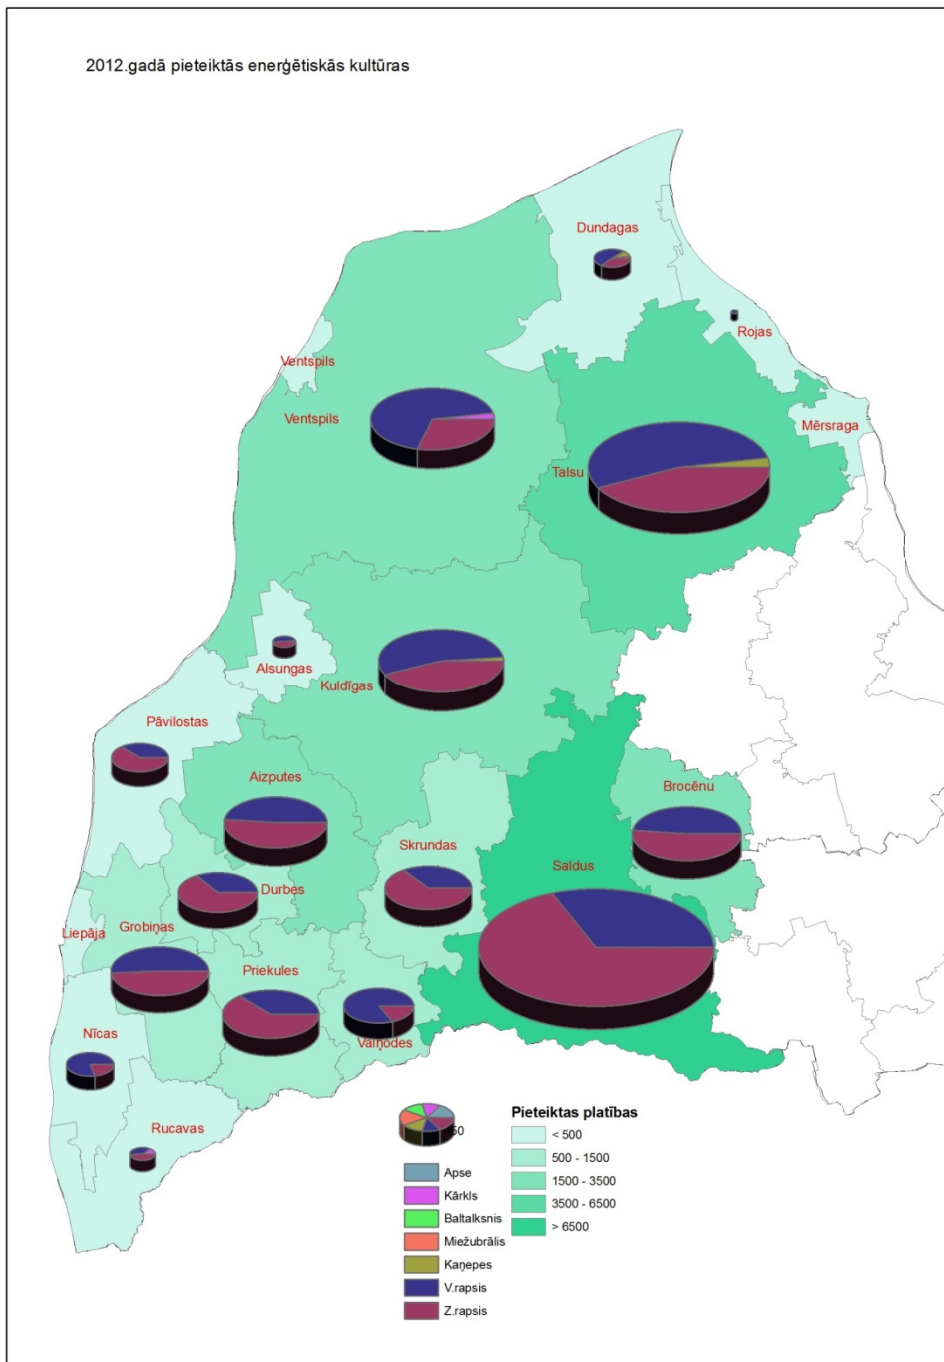 2012.gadā pieteiktās enerģētiskās kultūras
Dundagas
Rojas
Ventspils
Ventspils
Mērsraga
Talsu
Alsungas
Kuldīgas
Pāvilostas
Aizputes
Brocēnu
Skrundas
Saldus
Durbes
Grobiņas
Liepāja
Priekules
Nīcas
Vaiņodes
Rucavas
Pieteiktas platības
< 500
500 - 1500
1500 - 3500
3500 - 6500
> 6500
Apse
Kārkls
Baltalksnis
Miežubrālis
Kaņepes
V.rapsis
Z.rapsis